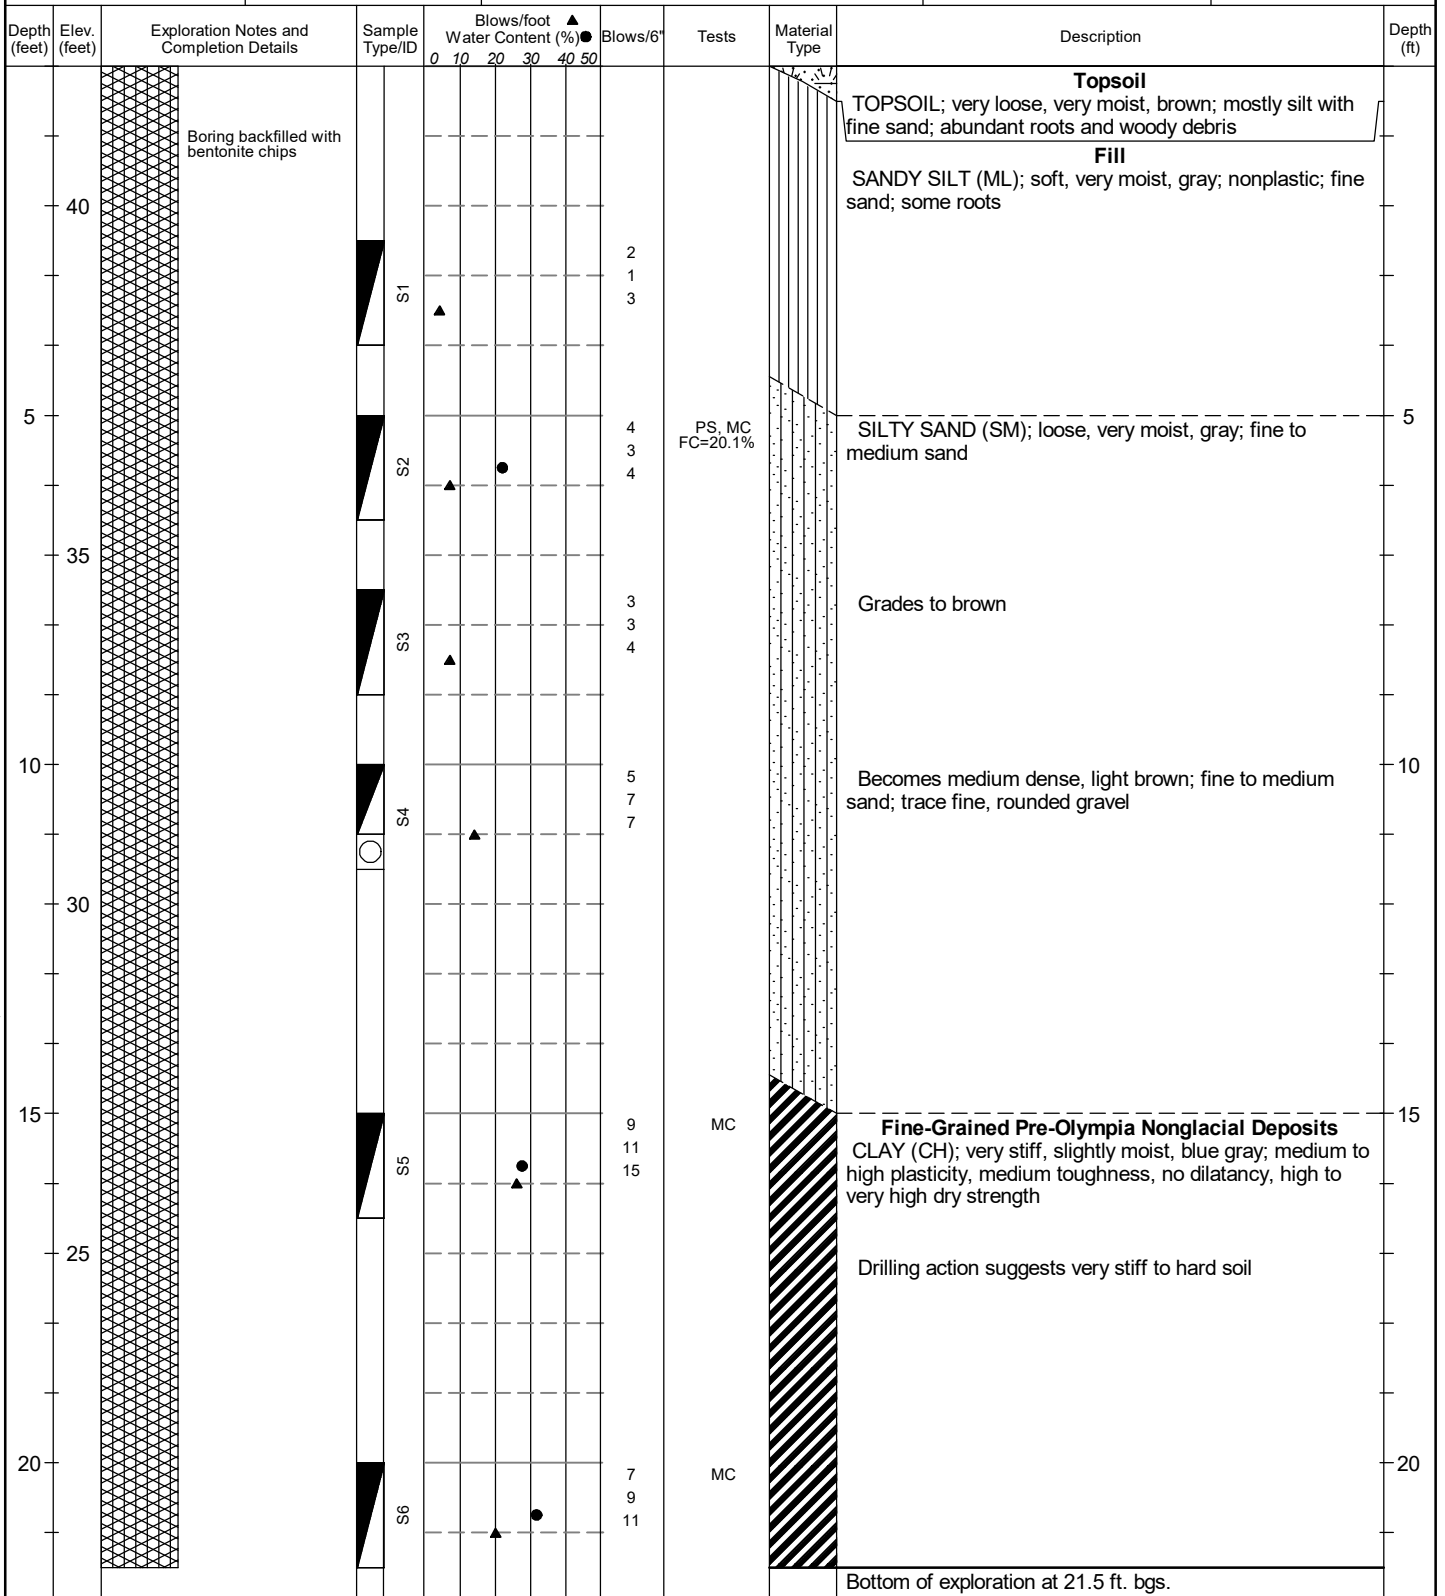 Depth
(feet)
Elev.
(feet)
Exploration Notes and
Completion Details
Sample
Type/ID
Blows/foot
Water Content (%)
0 10 20 30 40 50
Blows/6"
Tests
Material
Type
Description
Depth
(ft)
Topsoil
TOPSOIL; very loose, very moist, brown; mostly silt with
fine sand; abundant roots and woody debris
Boring backfilled with
bentonite chips
Fill
SANDY SILT (ML); soft, very moist, gray; nonplastic; fine
sand; some roots
40
S1
2
1
3
5
S2
4
3
4
PS, MC
FC=20.1%
SILTY SAND (SM); loose, very moist, gray; fine to
medium sand
5
35
S3
3
3
4
Grades to brown
10
S4
5
7
7
Becomes medium dense, light brown; fine to medium
sand; trace fine, rounded gravel
10
30
15
S5
9
11
15
MC
Fine-Grained Pre-Olympia Nonglacial Deposits
CLAY (CH); very stiff, slightly moist, blue gray; medium to
high plasticity, medium toughness, no dilatancy, high to
very high dry strength
15
25
Drilling action suggests very stiff to hard soil
20
S6
7
9
11
MC
20
Bottom of exploration at 21.5 ft. bgs.